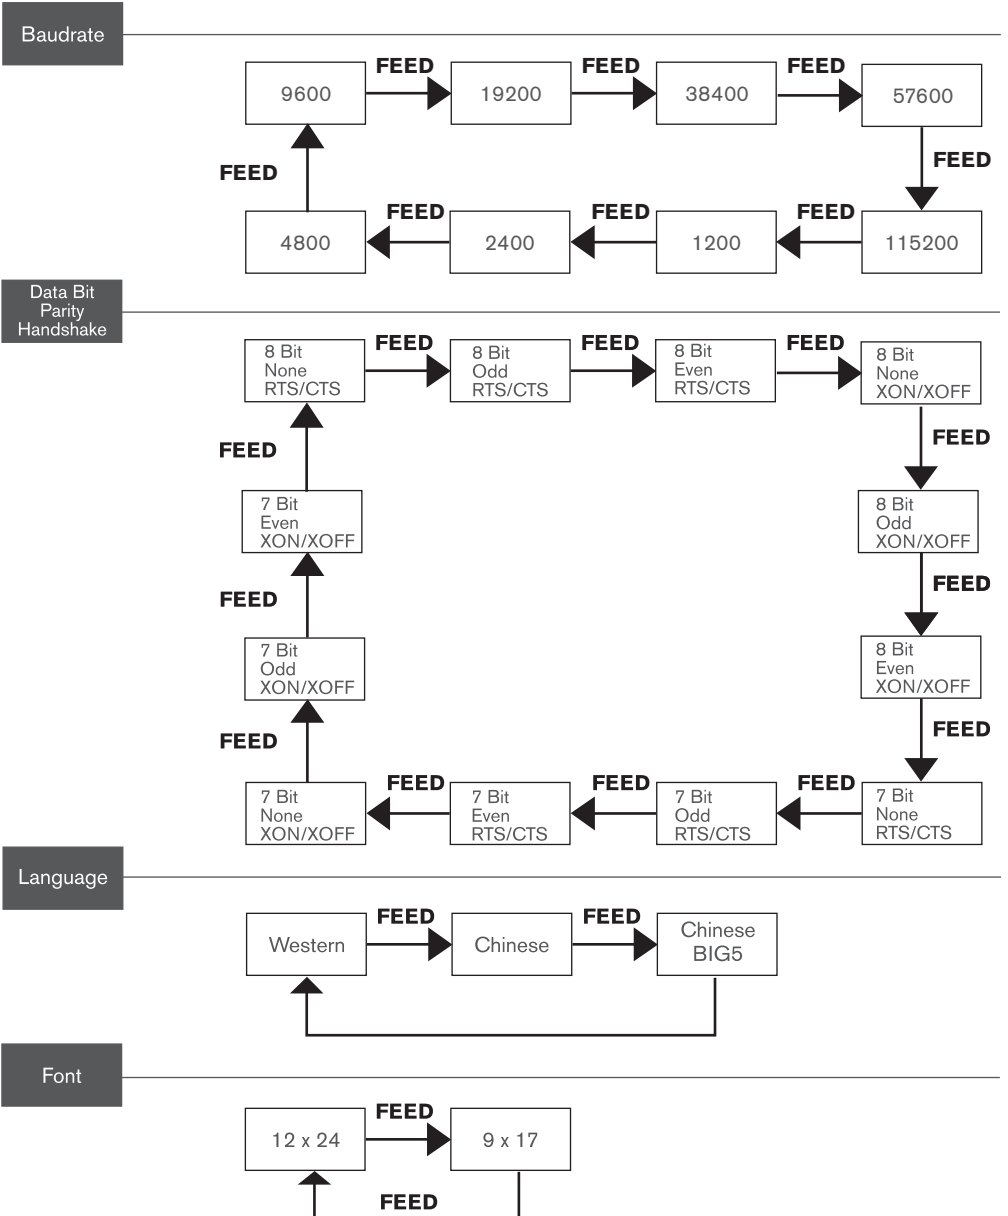 Baudrate
FEED
FEED
FEED
9600
19200
38400
57600
FEED
FEED
FEED
FEED
FEED
4800
2400
1200
115200
Data Bit
Parity
Handshake
FEED
FEED
FEED
8 Bit
None
RTS/CTS
8 Bit
Odd
RTS/CTS
8 Bit
Even
RTS/CTS
8 Bit
None
XON/XOFF
FEED
FEED
7 Bit
Even
XON/XOFF
8 Bit
Odd
XON/XOFF
FEED
FEED
7 Bit
Odd
XON/XOFF
8 Bit
Even
XON/XOFF
FEED
FEED
FEED
FEED
FEED
7 Bit
None
XON/XOFF
7 Bit
Even
RTS/CTS
7 Bit
Odd
RTS/CTS
7 Bit
None
RTS/CTS
Language
FEED
FEED
Western
Chinese
Chinese
BIG5
Font
FEED
12 x 24
9 x 17
FEED